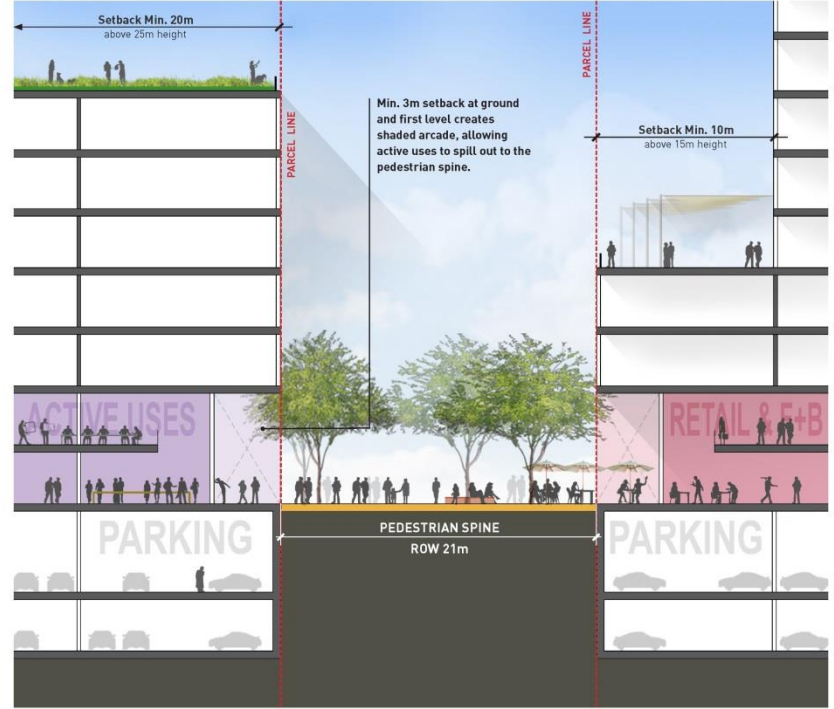 Setback Min. 20m
above 25m height
PARCEL LINE
PARCEL LINE
Min. 3m setback at ground
and first level creates
shaded arcade, allowing
active uses to spill out to the
pedestrian spine.
Setback Min. 10m
above 15m height
ACTIVE USES
RETAIL & F+B
PARKING
PEDESTRIAN SPINE
ROW 21m
PARKING